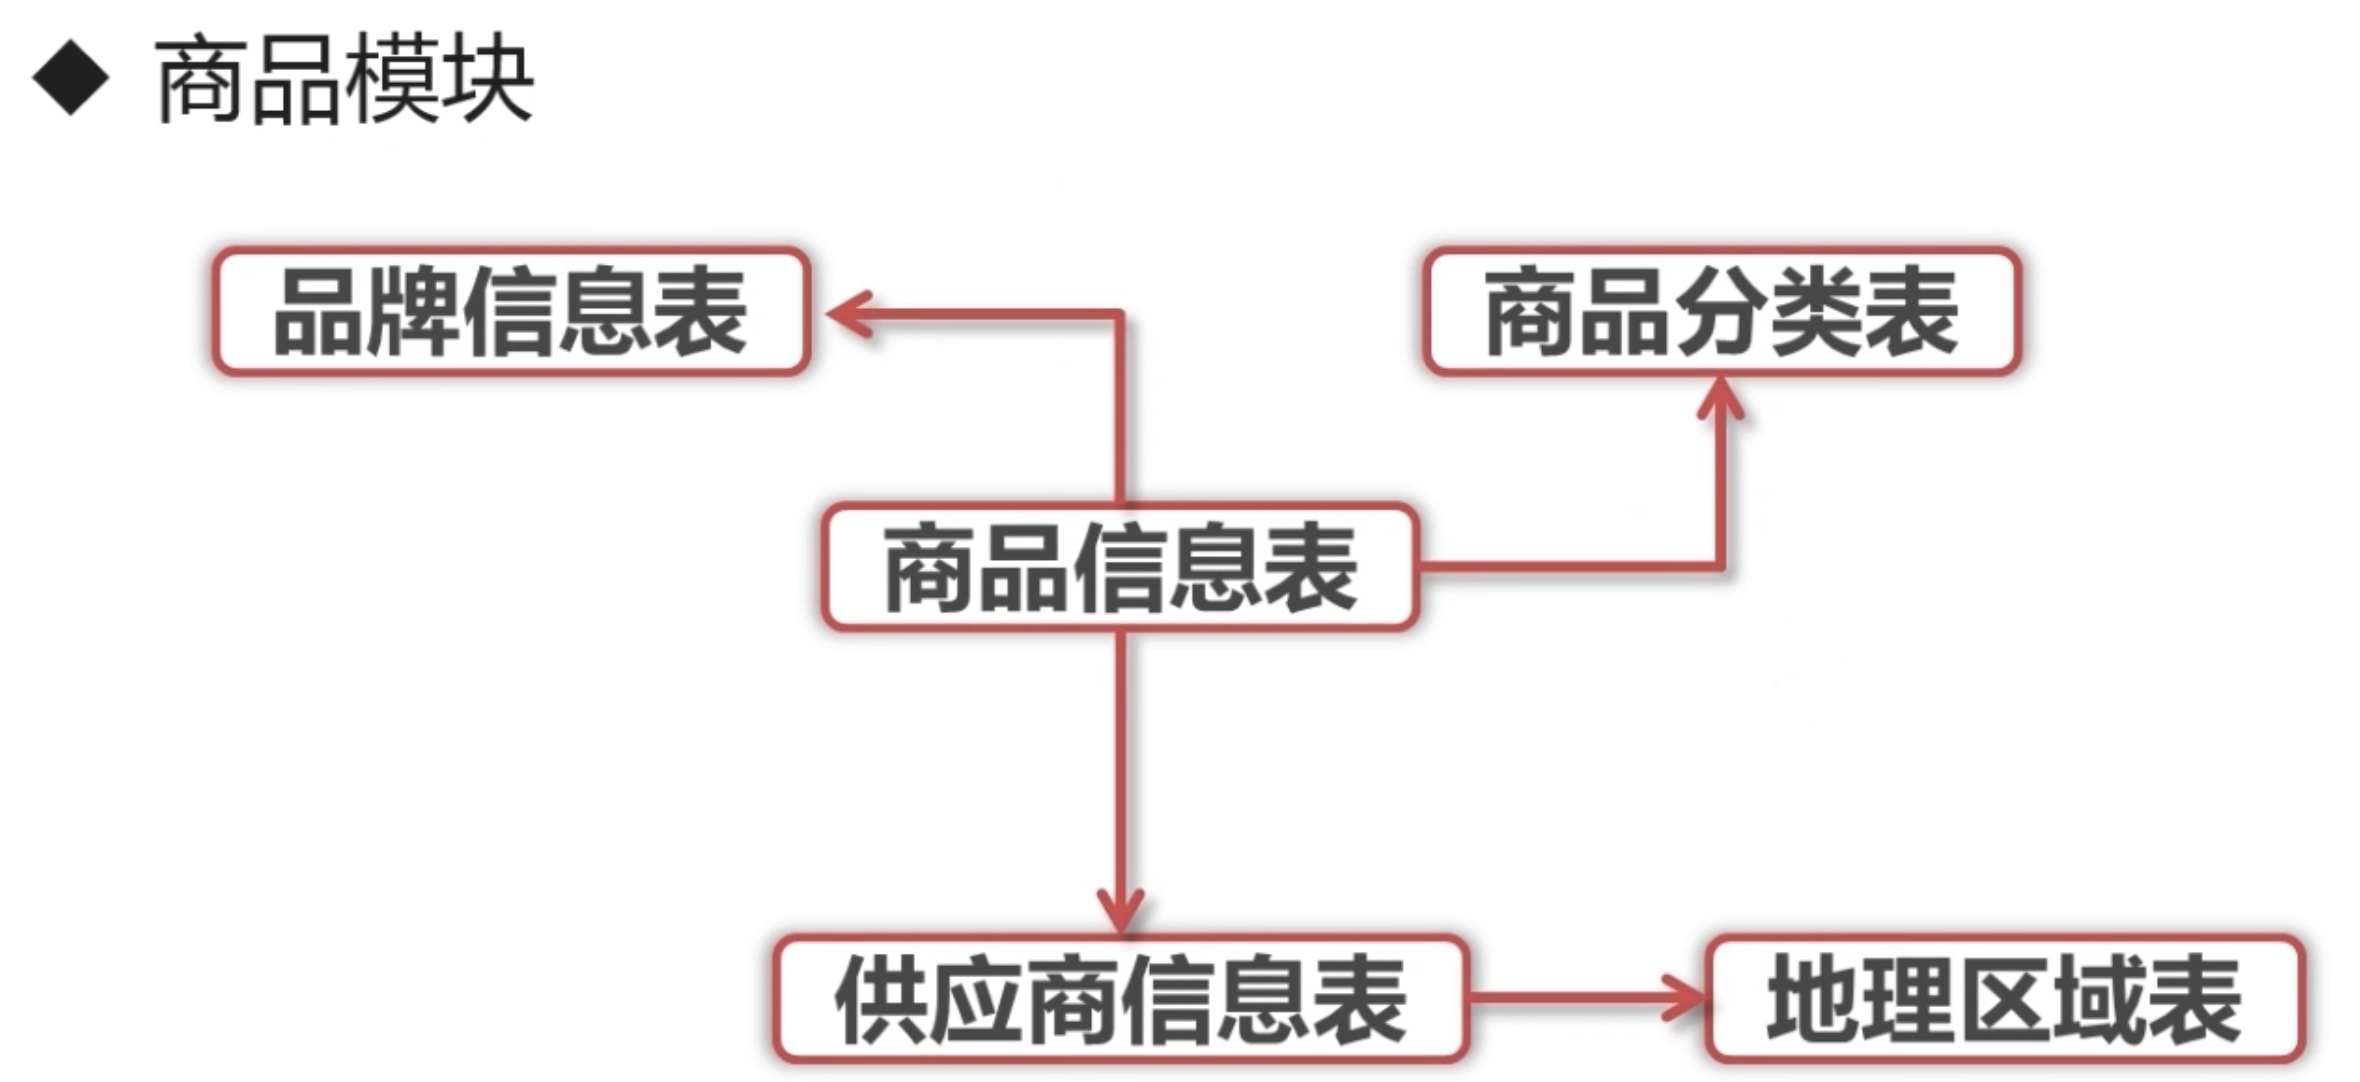 ◆ 商品模块
品牌信息表
商品分类表
商品信息表
供应商信息表
地理区域表